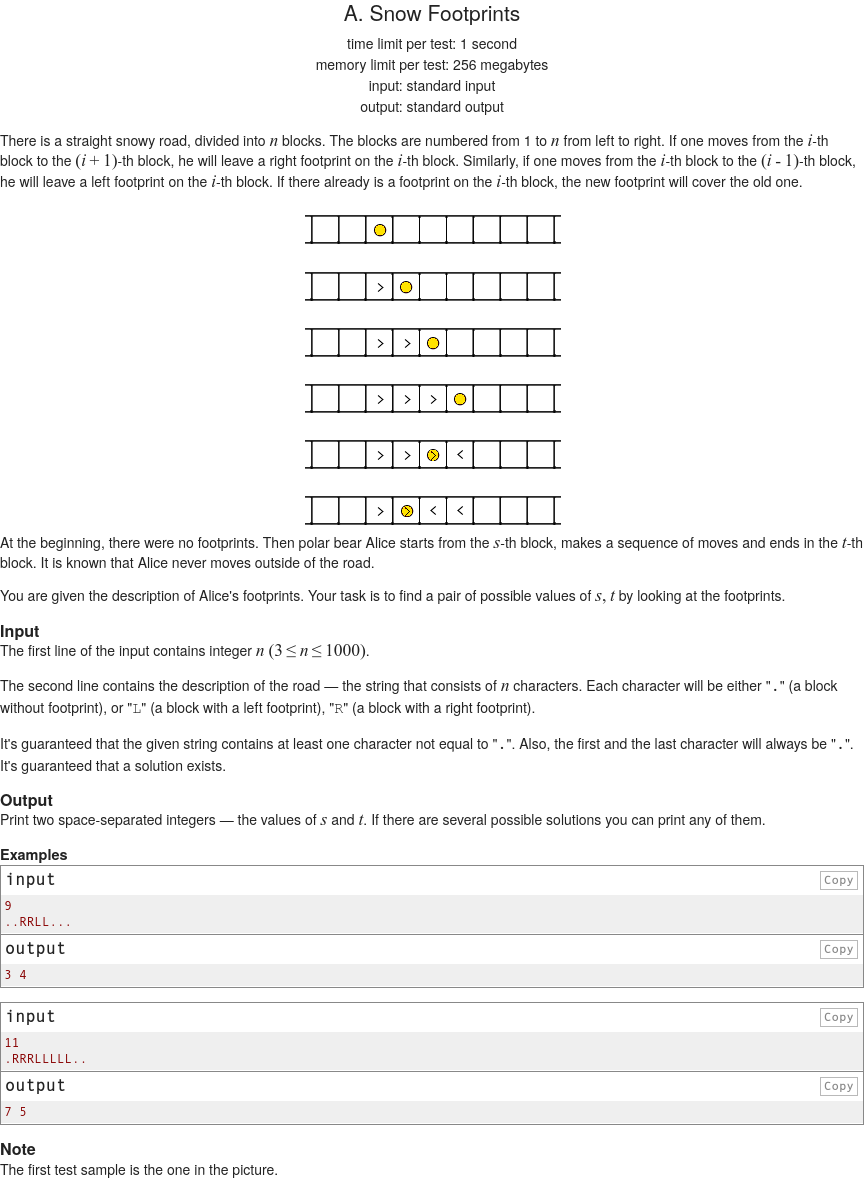 A. Snow Footprints
time limit per test: 1 second
memory limit per test: 256 megabytes
input: standard input
output: standard output
There is a straight snowy road, divided into n blocks. The blocks are numbered from 1 to n from left to right. If one moves from the i-th
block to the (i + 1)-th block, he will leave a right footprint on the i-th block. Similarly, if one moves from the i-th block to the (i - 1)-th block,
he will leave a left footprint on the i-th block. If there already is a footprint on the i-th block, the new footprint will cover the old one.
>
> >
> > >
> > > <
> > < <
At the beginning, there were no footprints. Then polar bear Alice starts from the s-th block, makes a sequence of moves and ends in the t-th
block. It is known that Alice never moves outside of the road.
You are given the description of Alice's footprints. Your task is to find a pair of possible values of s, t by looking at the footprints.
Input
The first line of the input contains integer n (3 ≤ n ≤ 1000).
The second line contains the description of the road — the string that consists of n characters. Each character will be either "." (a block
without footprint), or "L" (a block with a left footprint), "R" (a block with a right footprint).
It's guaranteed that the given string contains at least one character not equal to ".". Also, the first and the last character will always be ".".
It's guaranteed that a solution exists.
Output
Print two space-separated integers — the values of s and t. If there are several possible solutions you can print any of them.
Examples
input Copy
9
..RRLL...
output Copy
3 4
input Copy
11
.RRRLLLLL..
output Copy
7 5
Note
The first test sample is the one in the picture.